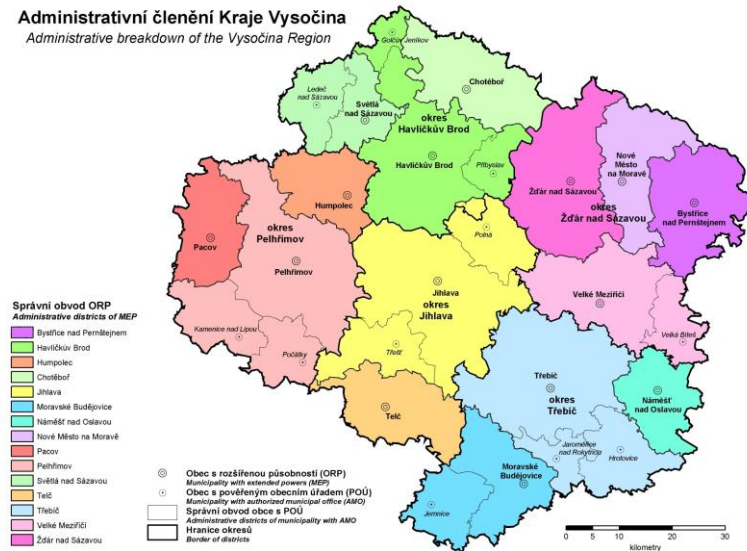 Administrativní členění Kraje Vysočina
Administrative breakdown of the Vysočina Region
Golčův Jeníkov
Chotěboř
Ledeč
nad Sázavou
Světlá
nad Sázavou
okres
Havlíčkův Brod
Havlíčkův Brod
Přibyslav
Nové
Město
na Moravě
Žďár nad Sázavou
okres
Žďár nad Sázavou
Bystřice
nad Pernštejnem
Humpolec
okres
Pelhřimov
Pacov
Pelhřimov
Polná
Jihlava
okres
Jihlava
Velké Meziříčí
Velká Bíteš
Kamenice nad Lipou
Počátky
Třešť
Telč
Třebíč
okres
Třebíč
Náměšť
nad Oslavou
Jaroměřice
nad Rokytnou
Hrotovice
Moravské
Budějovice
Jemnice
Správní obvod ORP
Administrative districts of MEP
Bystřice nad Pernštejnem
Havlíčkův Brod
Humpolec
Chotěboř
Jihlava
Moravské Budějovice
Náměšť nad Oslavou
Nové Město na Moravě
Pacov
Pelhřimov
Světlá nad Sázavou
Telč
Třebíč
Velké Meziříčí
Žďár nad Sázavou
Obec s rozšířenou působností (ORP)
Municipality with extended powers (MEP)
Obec s pověřeným obecním úřadem (POÚ)
Municipality with authorized municipal office (AMO)
Správní obvod obce s POÚ
Administrative districts of municipality with AMO
Hranice okresů
Border of districts
0 10 20 30
kilometry